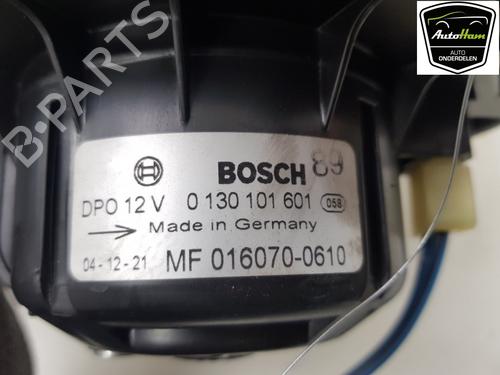 AutoHam
AUTO
ONDERDELEN
B-PARTS
BOSCH 89
DPO 12 V 0 130 101 601 058
Made in Germany
04-12-21 MF 016070-0610